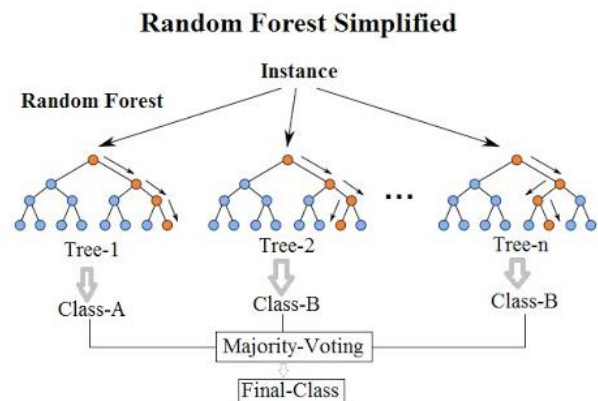 Random Forest Simplified
Instance
Random Forest
...
Tree-1
Tree-2
Tree-n
Class-A
Class-B
Class-B
Majority-Voting
Final-Class